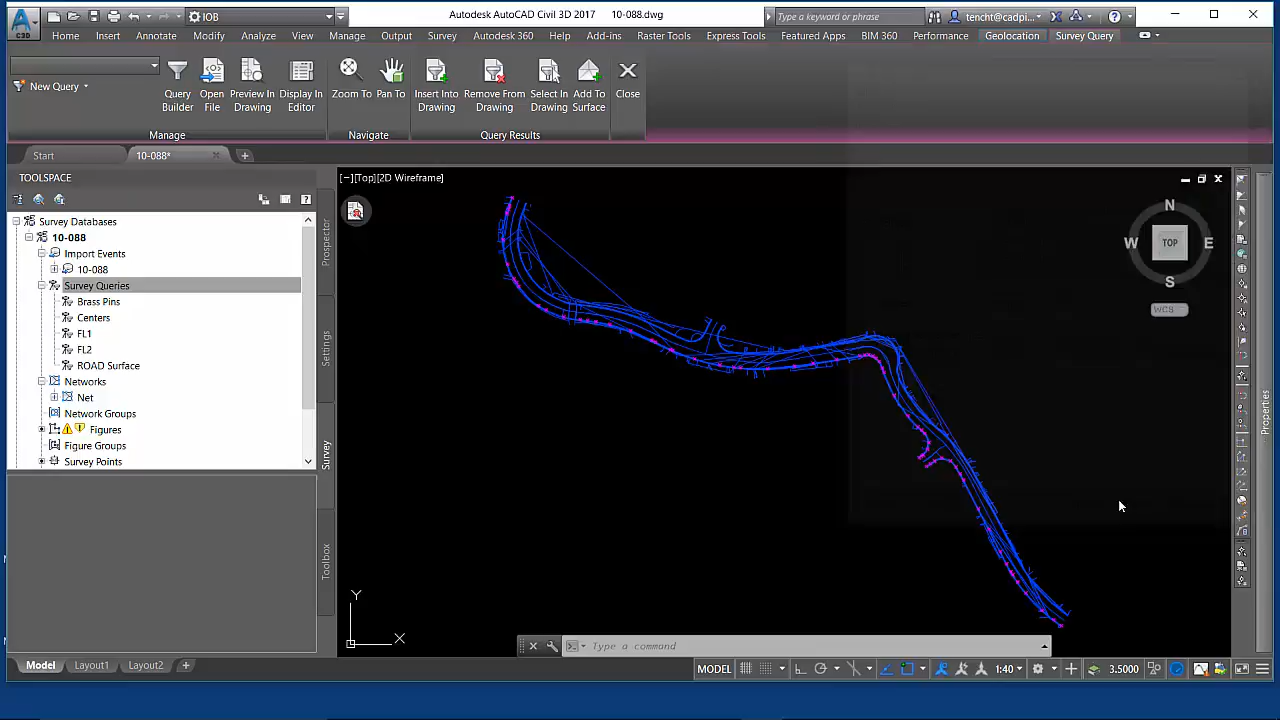 IOB
Autodesk AutoCAD Civil 3D 2017 10-088.dwg
Type a keyword or phrase
tencht@cadpi...
C3D
Home Insert Annotate Modify Analyze View Manage Output Survey Autodesk 360 Help Add-ins Raster Tools Express Tools Featured Apps BIM 360 Performance Geolocation Survey Query
New Query
Query Builder
Open File
Preview In Drawing
Display In Editor
Zoom To
Pan To
Insert Into Drawing
Remove From Drawing
Select In Drawing
Add To Surface
Close
Manage Navigate Query Results
Start 10-088*
TOOLSPACE
[−][Top][2D Wireframe]
Survey Databases
10-088
Import Events
10-088
Survey Queries
Brass Pins
Centers
FL1
FL2
ROAD Surface
Networks
Net
Network Groups
Figures
Figure Groups
Survey Points
Prospector
Settings
Survey
Toolbox
N
W TOP E
S
WCS
Properties
Y
X
Type a command
Model Layout1 Layout2
MODEL 1:40 3.5000